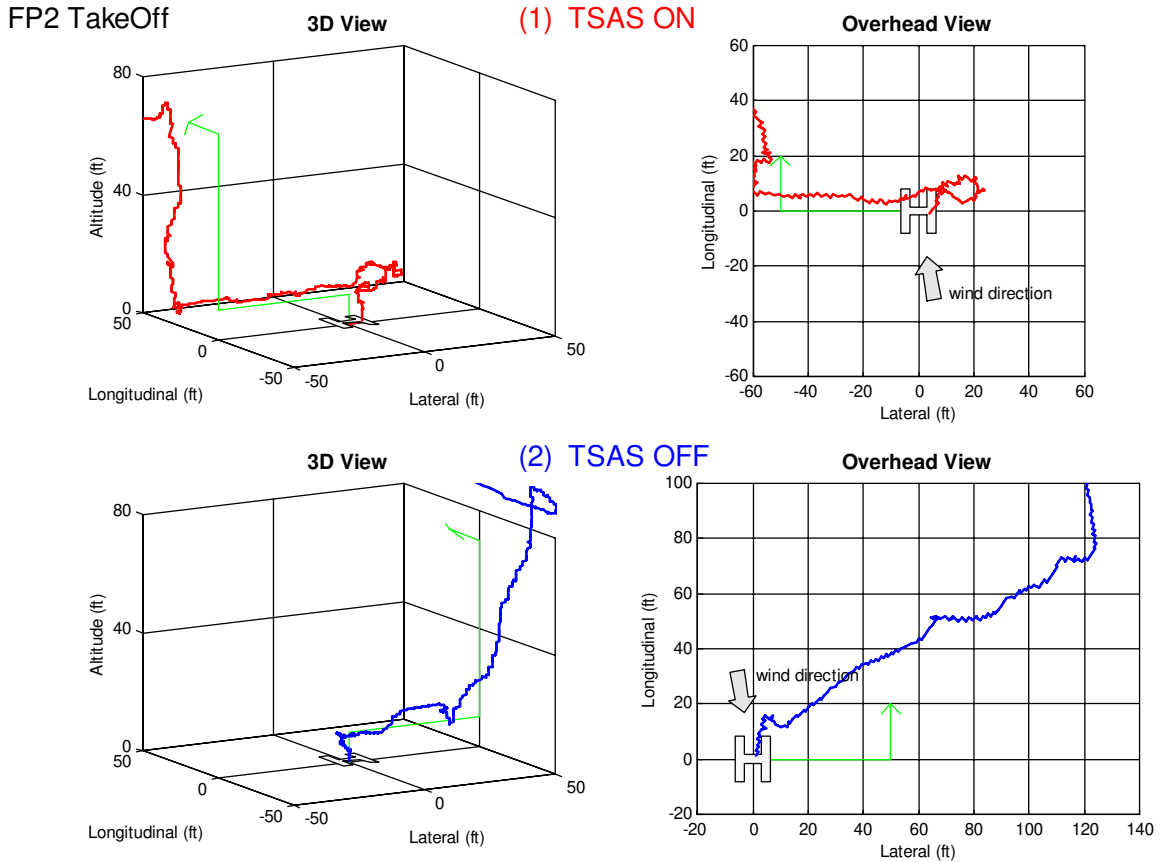 FP2 TakeOff
(1) TSAS ON
3D View
80
40
0
Altitude (ft)
50
0
-50
Longitudinal (ft)
-50
0
50
Lateral (ft)
Overhead View
60
40
20
0
-20
-40
-60
Longitudinal (ft)
H
wind direction
-60 -40 -20 0 20 40 60
Lateral (ft)
(2) TSAS OFF
3D View
80
40
0
Altitude (ft)
50
0
-50
Longitudinal (ft)
-50
0
50
Lateral (ft)
Overhead View
100
80
60
40
20
0
-20
Longitudinal (ft)
wind direction
H
-20 0 20 40 60 80 100 120 140
Lateral (ft)